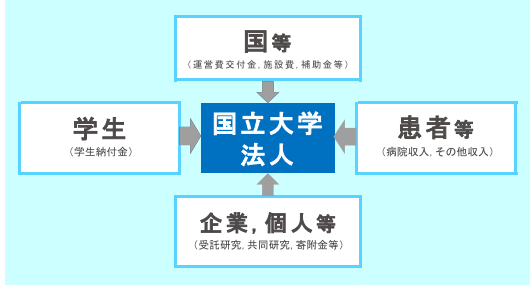 国等
（運営費交付金, 施設費, 補助金等）
学生
（学生納付金）
国立大学
法人
患者等
（病院収入, その他収入）
企業, 個人等
（受託研究, 共同研究, 寄附金等）